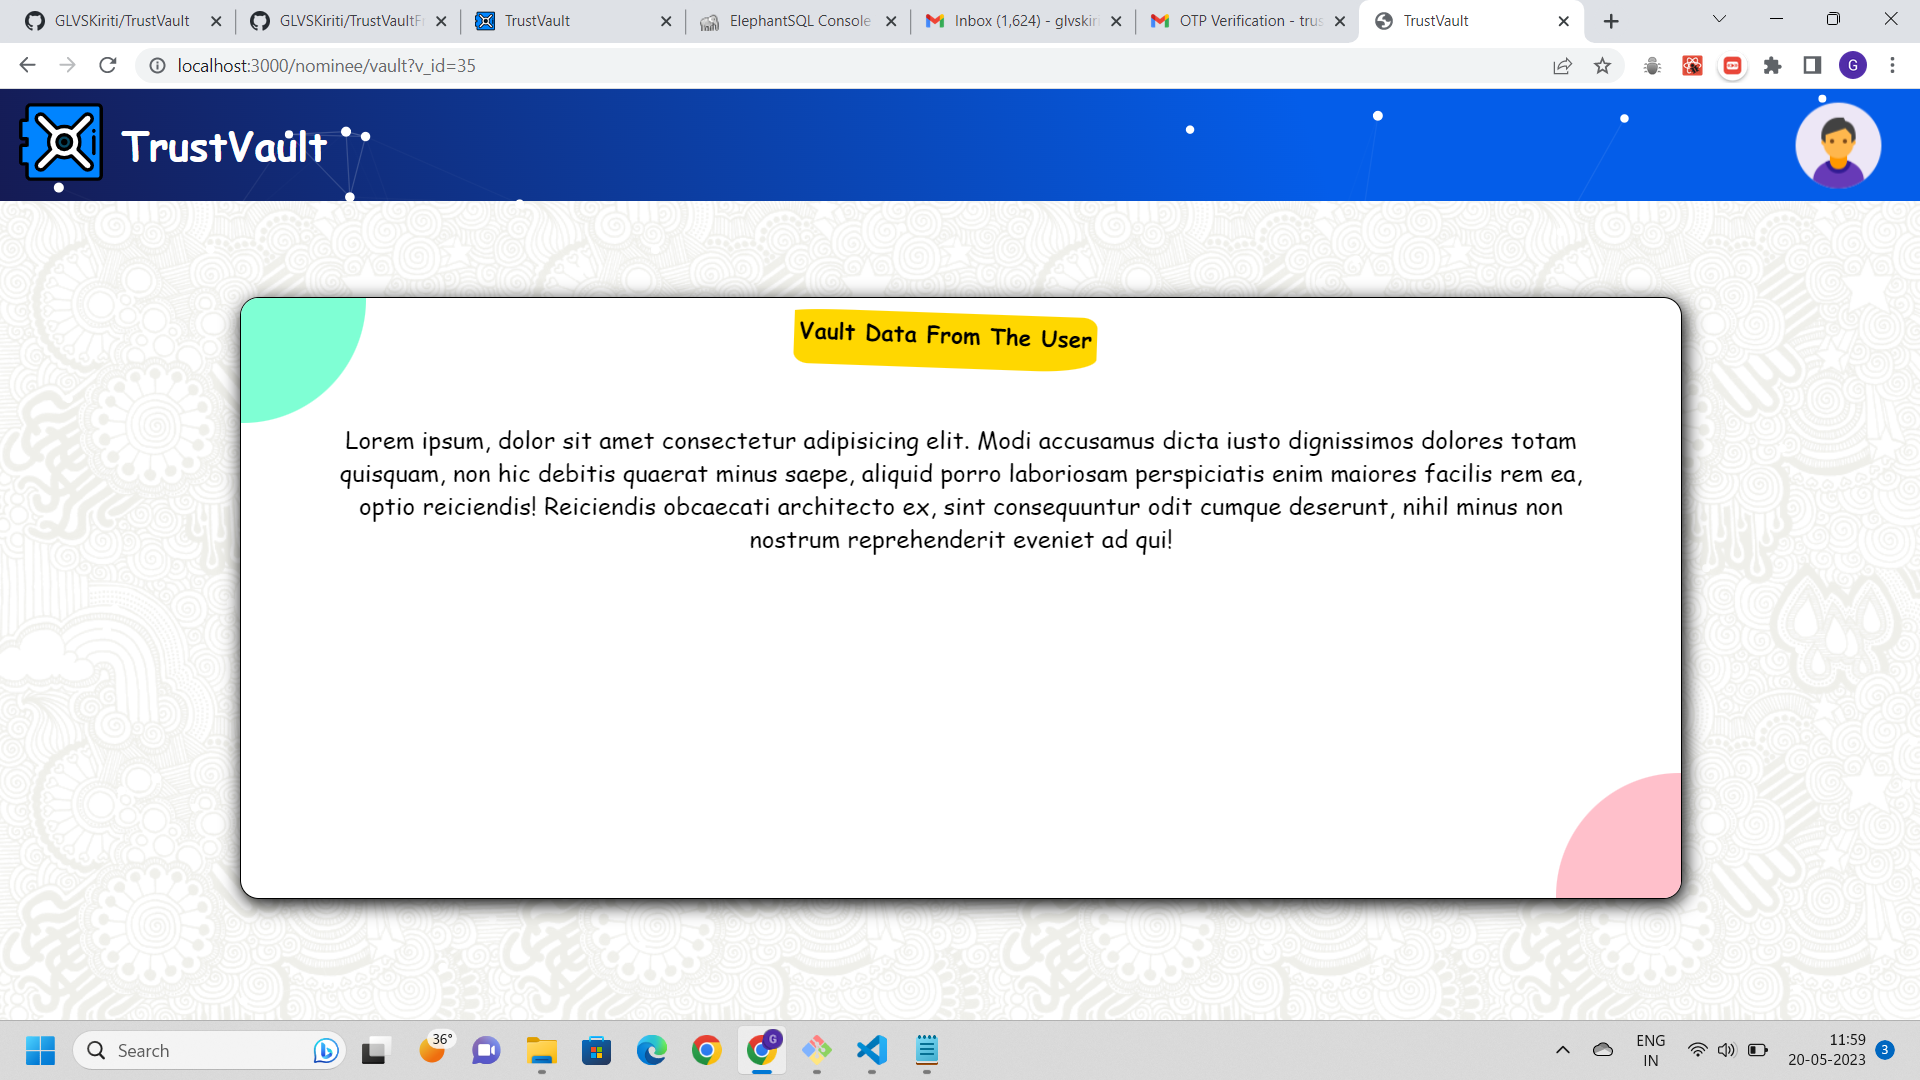 GLVSKiriti/TrustVault
GLVSKiriti/TrustVaultFr
TrustVault
ElephantSQL Console
Inbox (1,624) - glvskiri
OTP Verification - trus
TrustVault
localhost:3000/nominee/vault?v_id=35
G
TrustVault
Vault Data From The User
Lorem ipsum, dolor sit amet consectetur adipisicing elit. Modi accusamus dicta iusto dignissimos dolores totam
quisquam, non hic debitis quaerat minus saepe, aliquid porro laboriosam perspiciatis enim maiores facilis rem ea,
optio reiciendis! Reiciendis obcaecati architecto ex, sint consequuntur odit cumque deserunt, nihil minus non
nostrum reprehenderit eveniet ad qui!
Search
36°
G
ENG
IN
11:59
20-05-2023
3